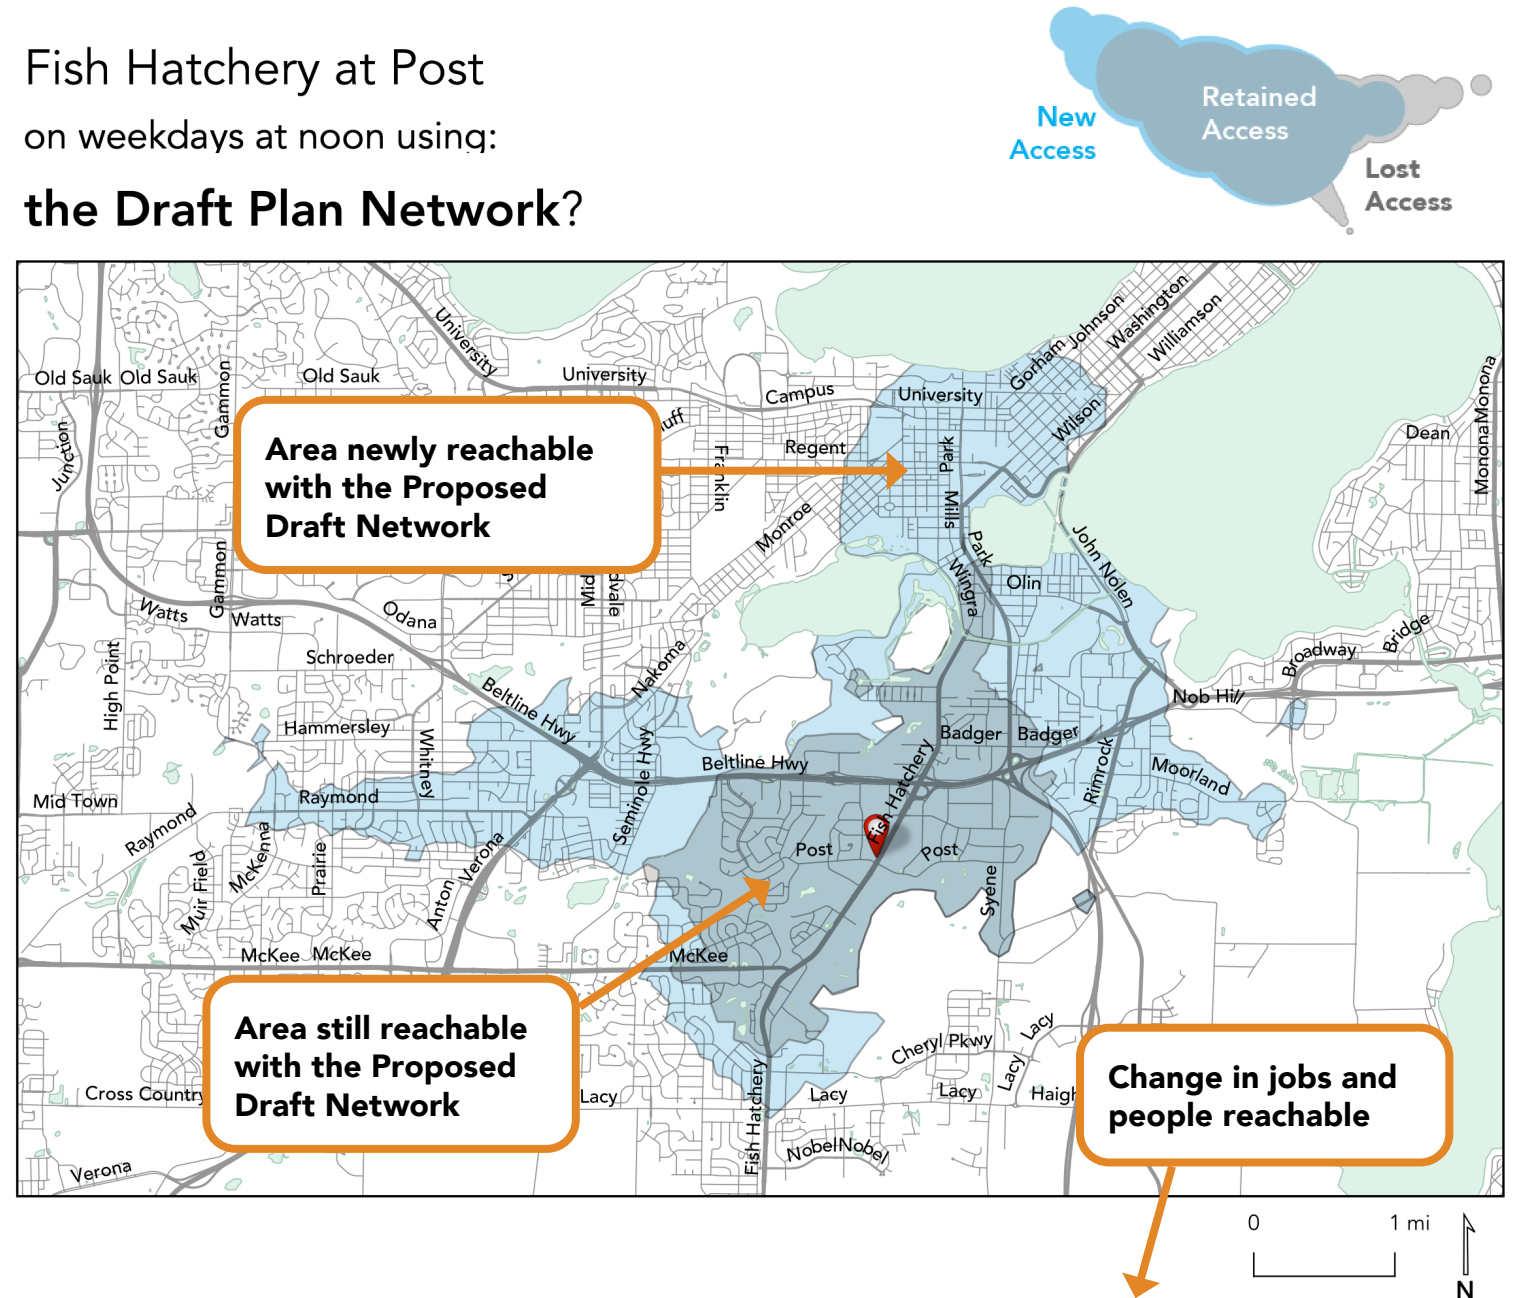 Fish Hatchery at Post
on weekdays at noon using:
the Draft Plan Network?
New
Access
Retained
Access
Lost
Access
Old Sauk
Old Sauk
Old Sauk
Gammon
University
University
Campus
University
Gorham
Johnson
Washington
Williamson
Wilson
Junction
Area newly reachable
with the Proposed
Draft Network
Franklin
Regent
Monroe
Park
Mills
Park
Wingra
Olin
John Nolen
Dean
Monona
Monona
Gammon
Watts
Watts
Odana
Schroeder
High Point
Hammersley
Whitney
Beltline Hwy
Nakoma
Seminole Hwy
Beltline Hwy
Badger
Badger
Fish Hatchery
Rimrock
Moorland
Nob Hill
Broadway
Bridge
Mid Town
Raymond
Raymond
Muir Field
McKenna
Prairie
Anton
Verona
Post
Post
Syene
McKee
McKee
McKee
Area still reachable
with the Proposed
Draft Network
Cheryl Pkwy
Lacy
Lacy
Change in jobs and
people reachable
Cross Country
Lacy
Fish Hatchery
Lacy
Lacy
Haigh
Nobel
Nobel
Verona
0
1 mi
N